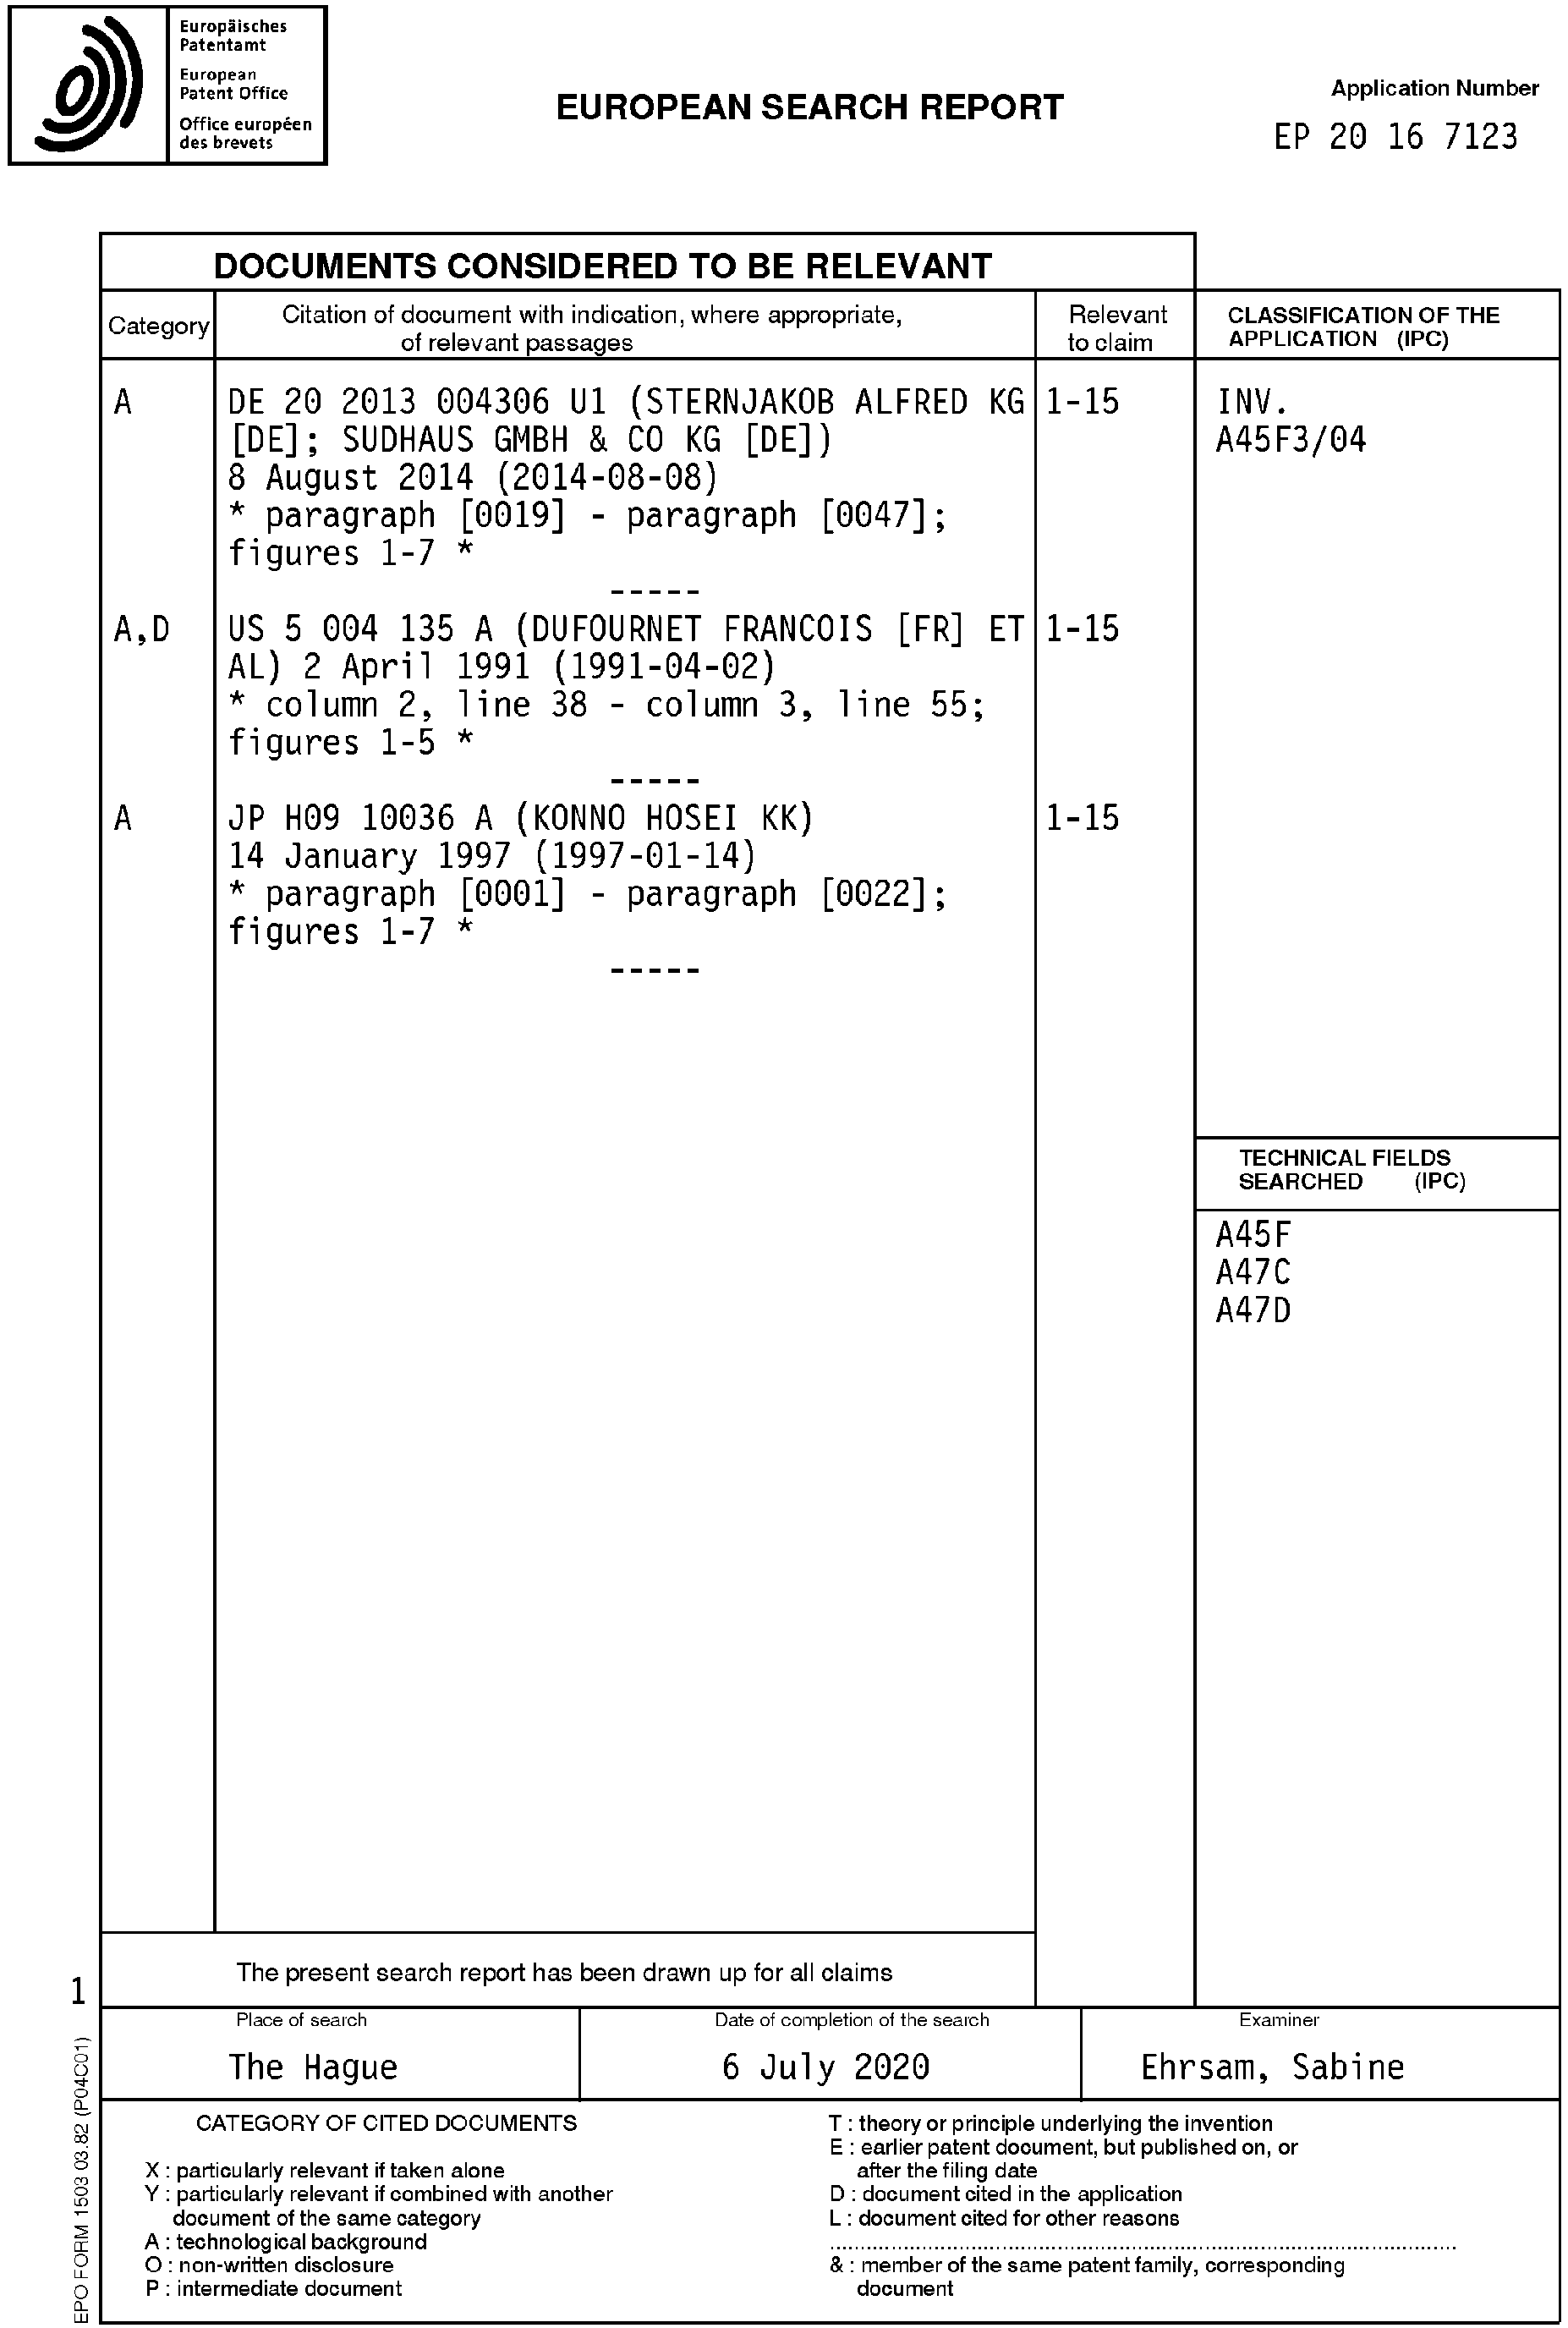 Europäisches
Patentamt
European
Patent Office
Office européen
des brevets
EUROPEAN SEARCH REPORT
Application Number
EP 20 16 7123
DOCUMENTS CONSIDERED TO BE RELEVANT
Category
Citation of document with indication, where appropriate,
of relevant passages
Relevant
to claim
CLASSIFICATION OF THE
APPLICATION (IPC)
A
DE 20 2013 004306 U1 (STERNJAKOB ALFRED KG
[DE]; SUDHAUS GMBH & CO KG [DE])
8 August 2014 (2014-08-08)
* paragraph [0019] - paragraph [0047];
figures 1-7 *
-----
1-15
INV.
A45F3/04
A,D
US 5 004 135 A (DUFOURNET FRANCOIS [FR] ET
AL) 2 April 1991 (1991-04-02)
* column 2, line 38 - column 3, line 55;
figures 1-5 *
-----
1-15
A
JP H09 10036 A (KONNO HOSEI KK)
14 January 1997 (1997-01-14)
* paragraph [0001] - paragraph [0022];
figures 1-7 *
-----
1-15
TECHNICAL FIELDS
SEARCHED (IPC)
A45F
A47C
A47D
The present search report has been drawn up for all claims
1
Place of search
The Hague
Date of completion of the search
6 July 2020
Examiner
Ehrsam, Sabine
CATEGORY OF CITED DOCUMENTS
X : particularly relevant if taken alone
Y : particularly relevant if combined with another
document of the same category
A : technological background
O : non-written disclosure
P : intermediate document
T : theory or principle underlying the invention
E : earlier patent document, but published on, or
after the filing date
D : document cited in the application
L : document cited for other reasons
& : member of the same patent family, corresponding
document
EPO FORM 1503 03.82 (P04C01)